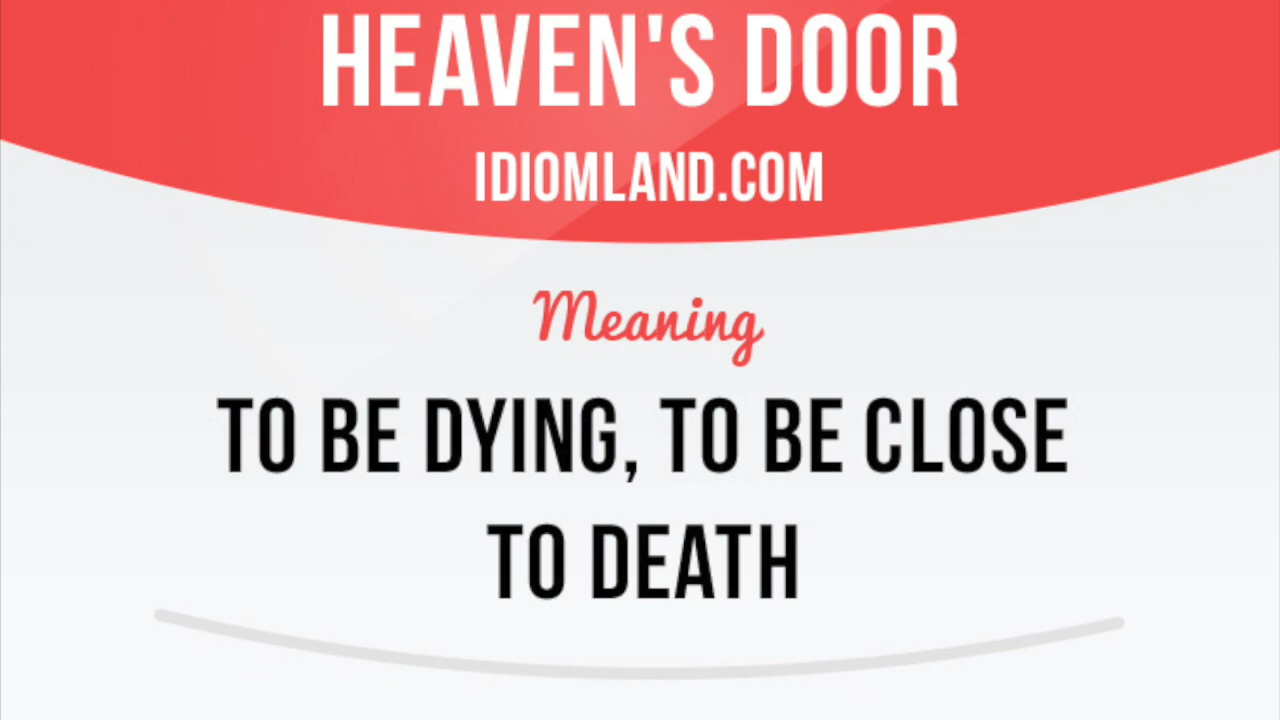 HEAVEN'S DOOR
IDIOMLAND.COM
Meaning
TO BE DYING, TO BE CLOSE
TO DEATH